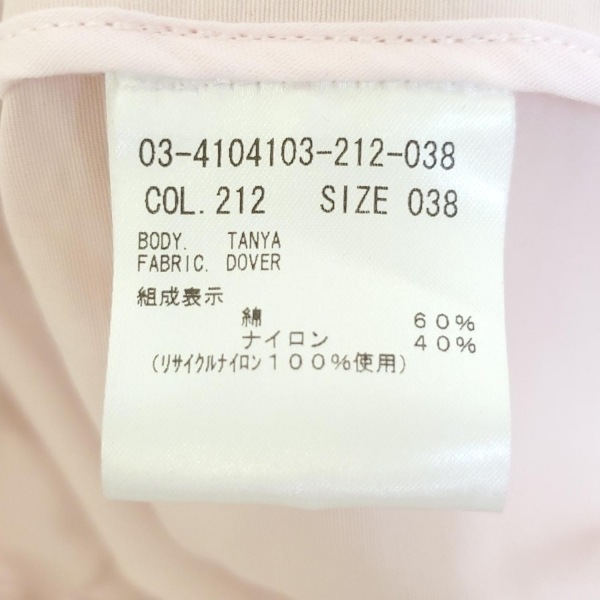 03-4104103-212-038
COL.212 SIZE 038
BODY. TANYA
FABRIC. DOVER
組成表示
綿 60%
ナイロン 40%
(リサイクルナイロン100%使用)